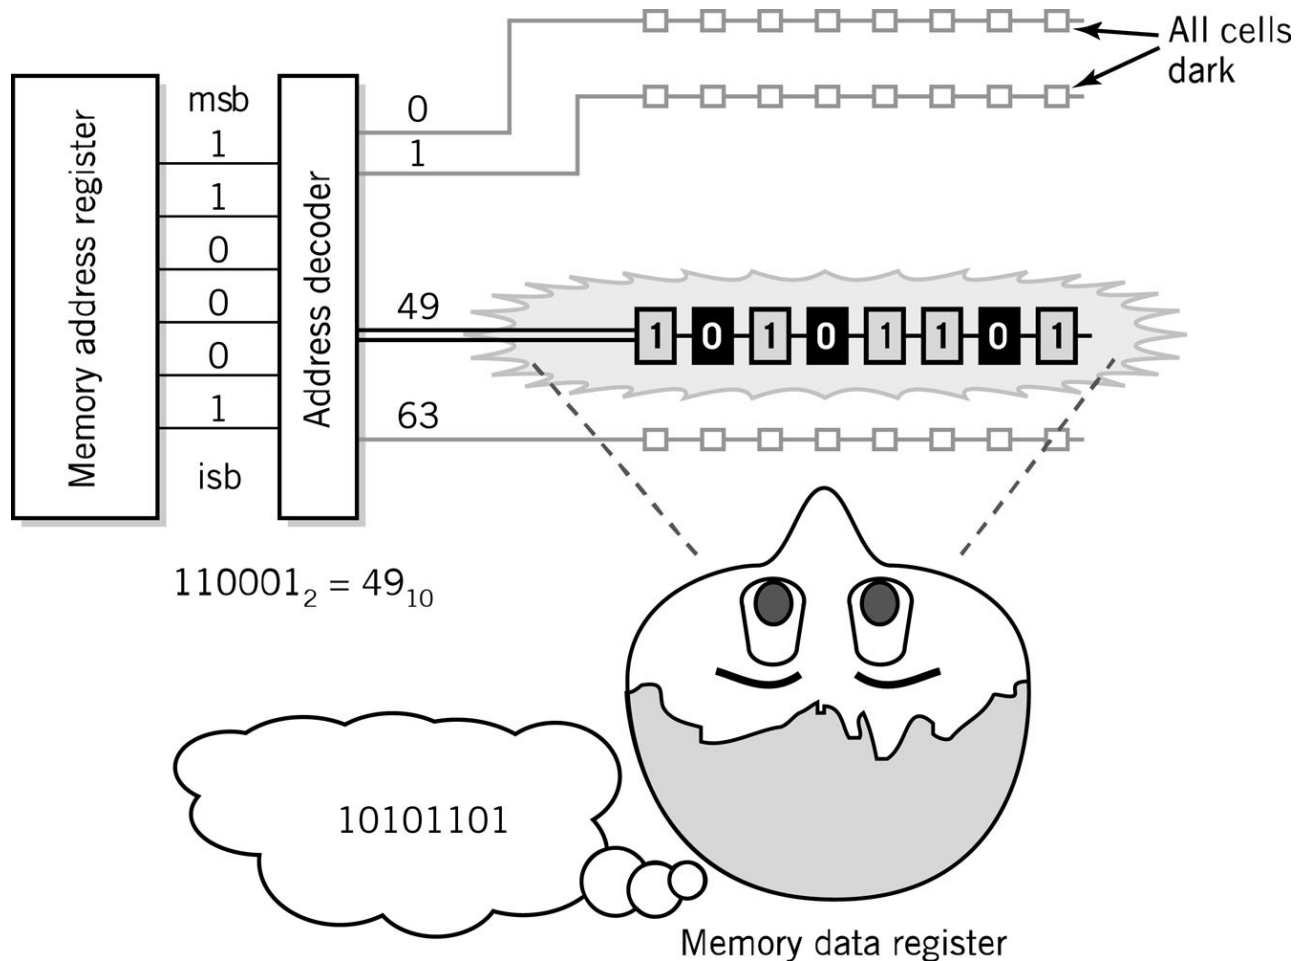 All cells
dark
msb
0
1
1
1
0
0
0
1
isb
Memory address register
Address decoder
49
1 0 1 0 1 1 0 1
63
110001₂ = 49₁₀
10101101
Memory data register